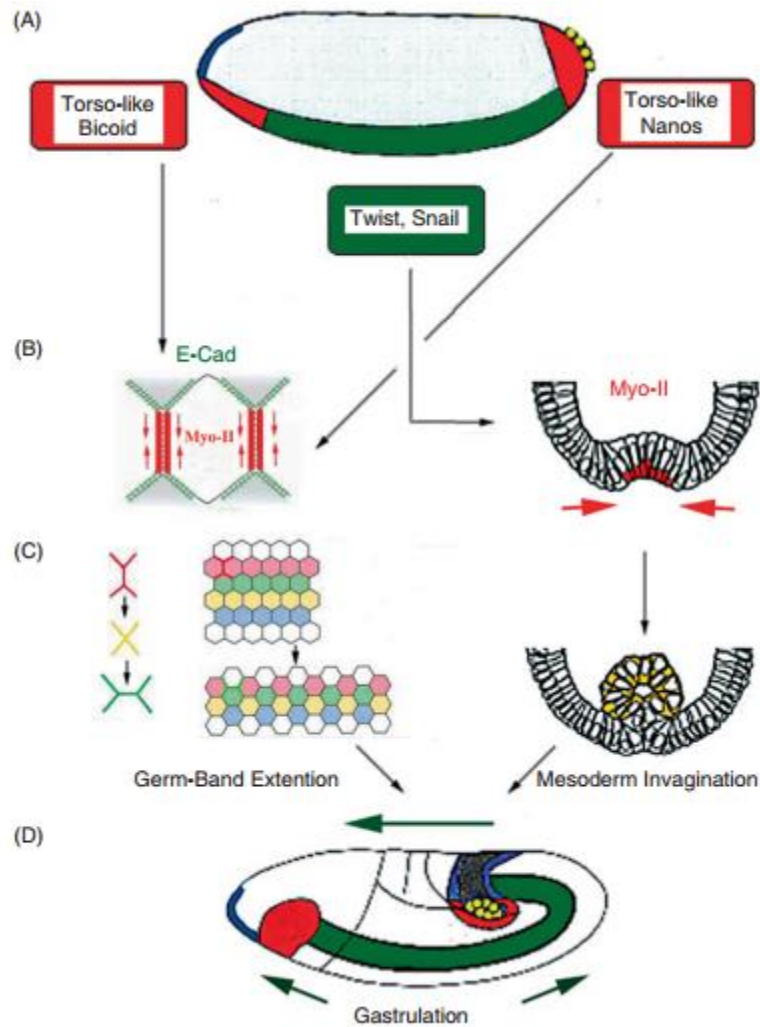 (A)
Torso-like
Bicoid
Torso-like
Nanos
Twist, Snail
(B)
E-Cad
Myo-II
Myo-II
(C)
Germ-Band Extention
Mesoderm Invagination
(D)
Gastrulation